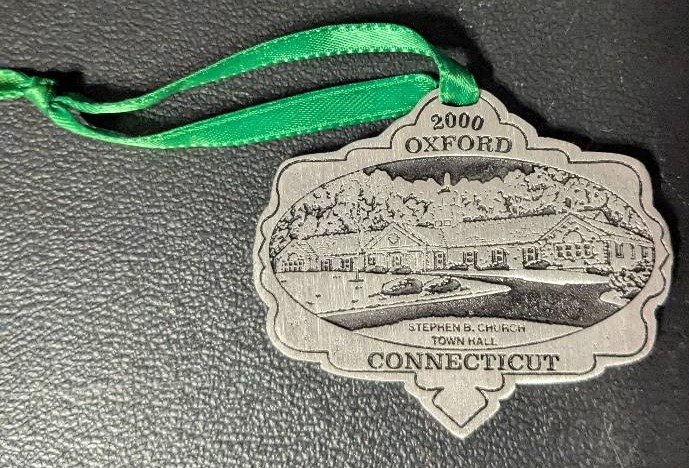 2000
OXFORD
STEPHEN B. CHURCH
TOWN HALL
CONNECTICUT